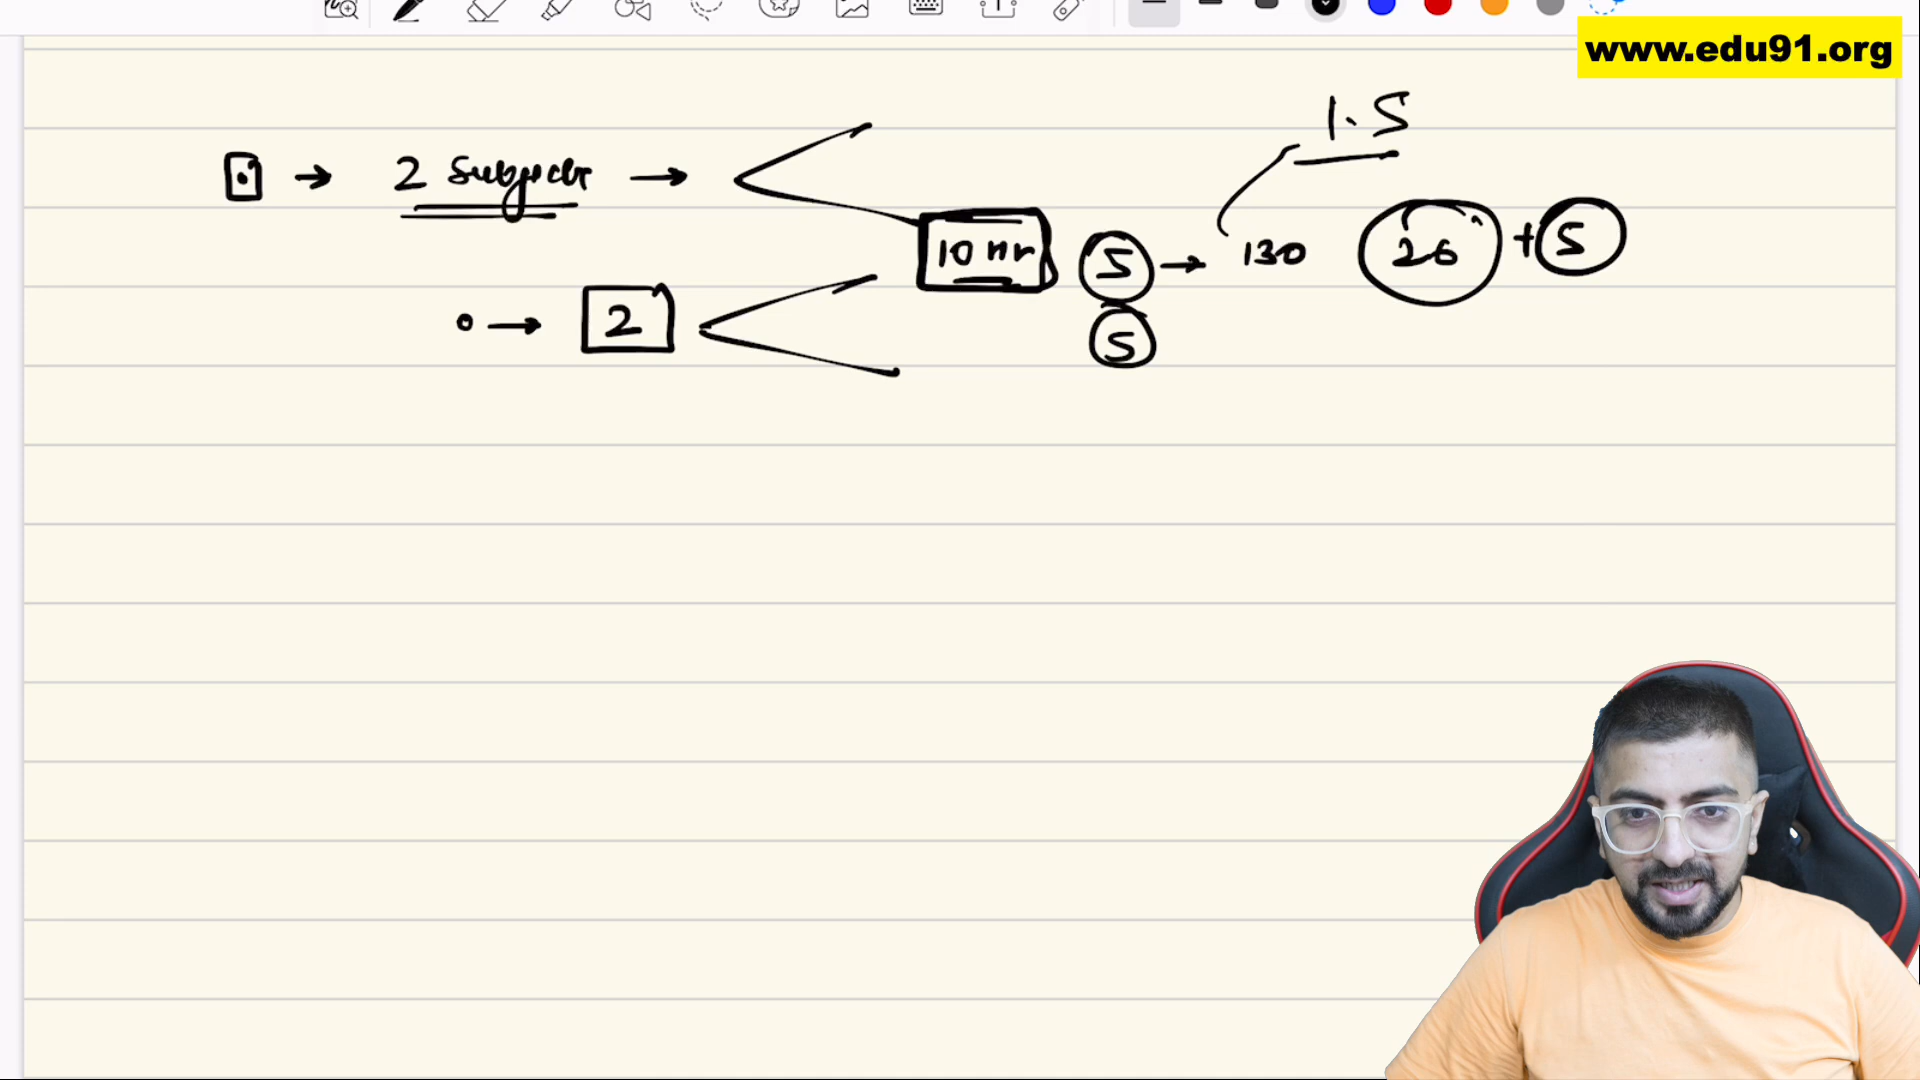 www.edu91.org
1.5
→ 2 Subjects →
10 hr 5 → 130 26 + 5
→ 2
5